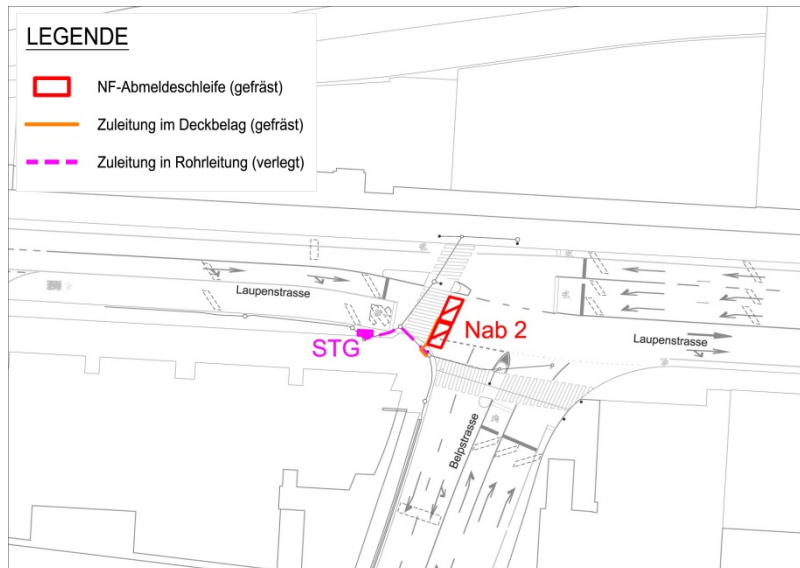 LEGENDE
NF-Abmeldeschleife (gefräst)
Zuleitung im Deckbelag (gefräst)
Zuleitung in Rohrleitung (verlegt)
Laupenstrasse
Nab 2
Laupenstrasse
STG
Belpstrasse